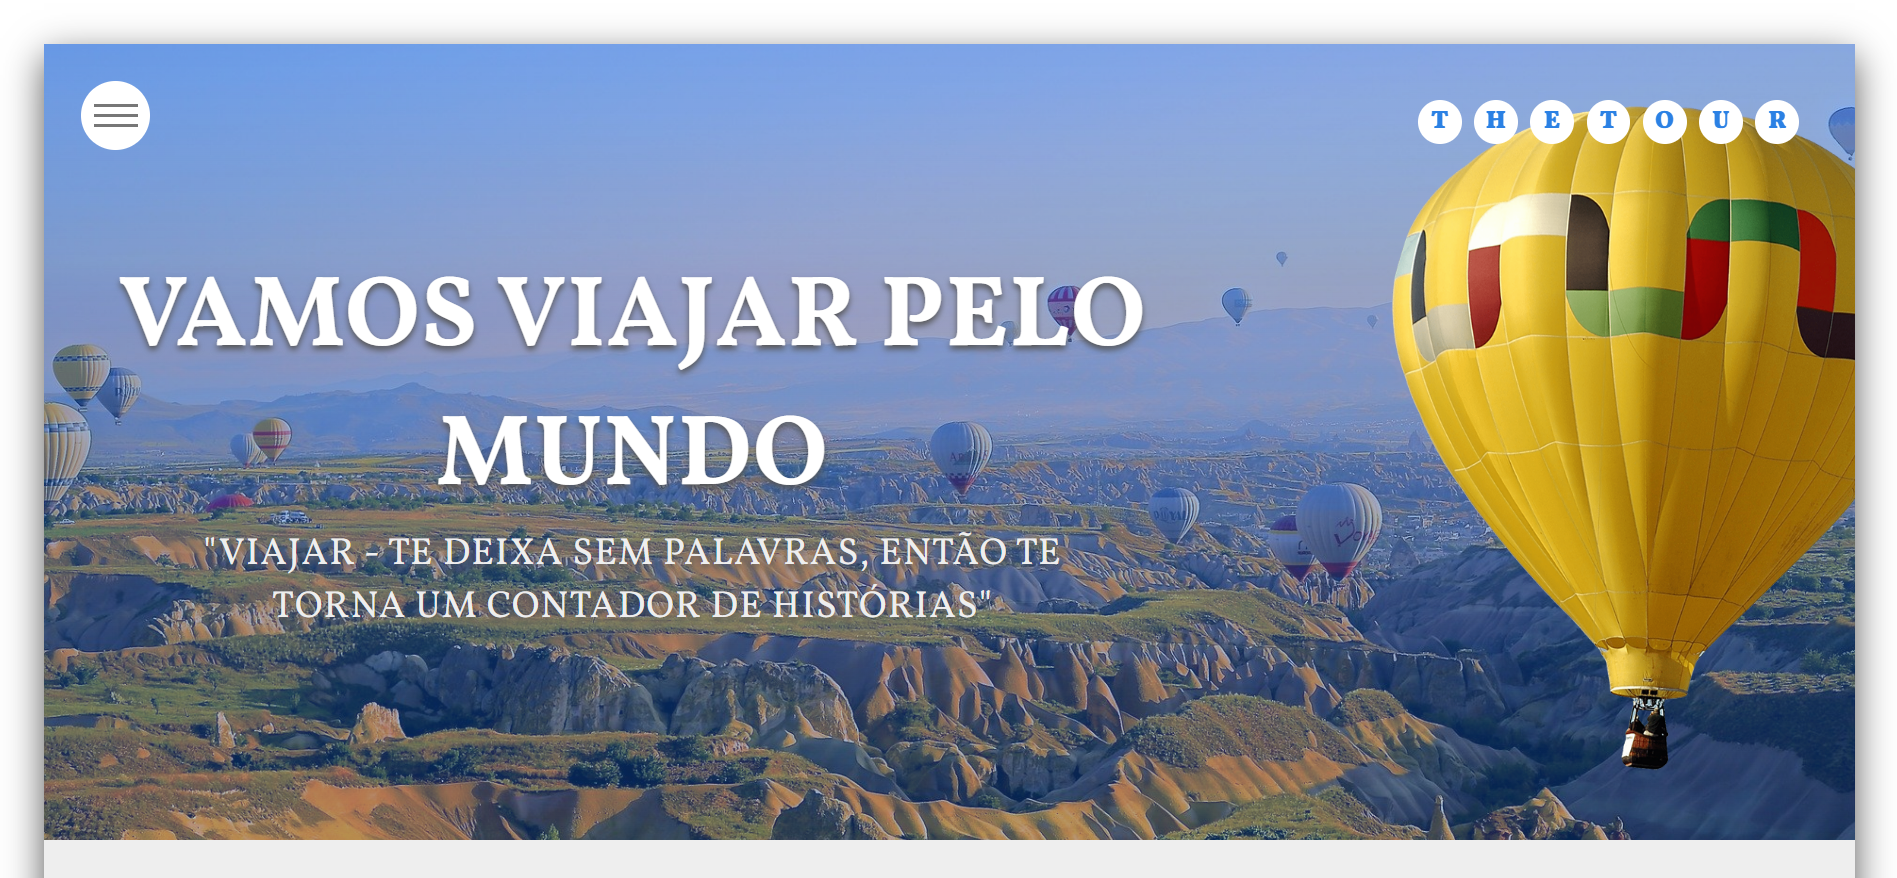 T H E T O U R
VAMOS VIAJAR PELO
MUNDO
"VIAJAR - TE DEIXA SEM PALAVRAS, ENTÃO TE
TORNA UM CONTADOR DE HISTÓRIAS"